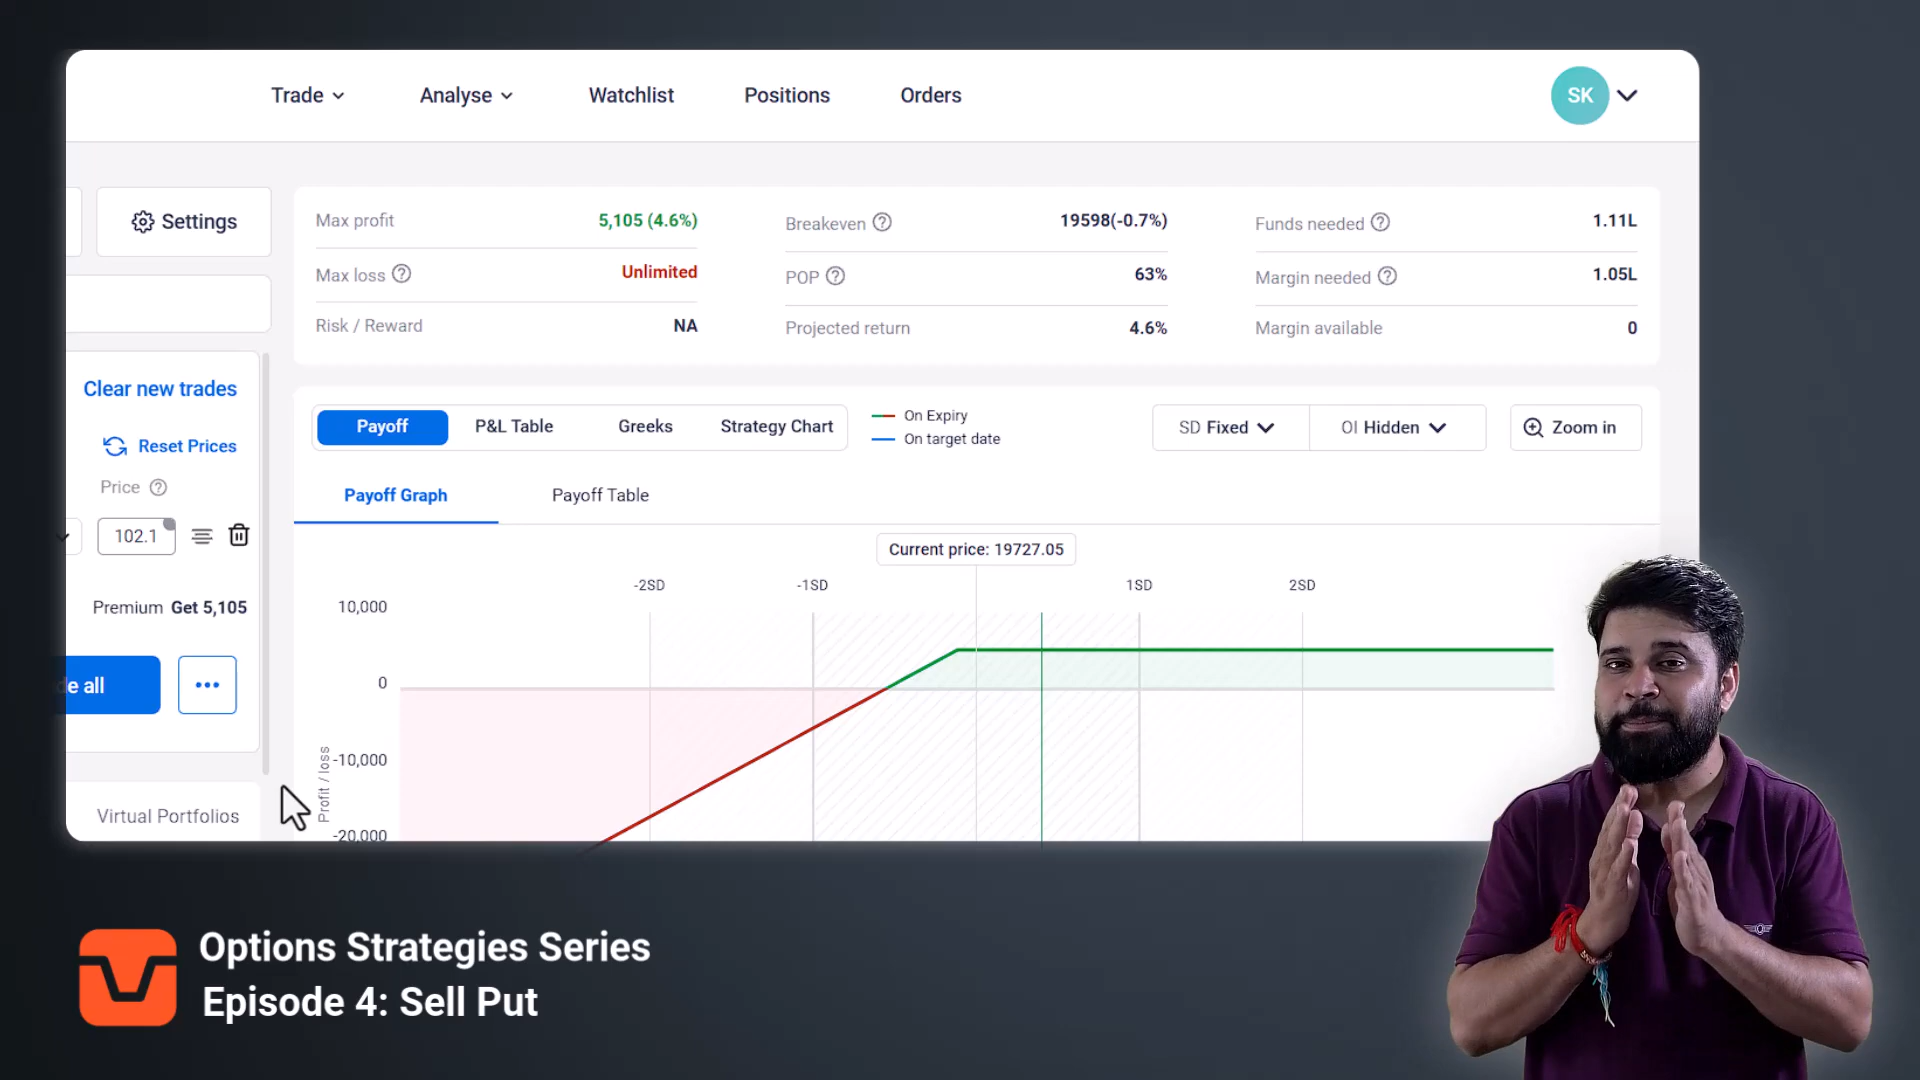 Trade
Analyse
Watchlist
Positions
Orders
SK
Settings
Max profit 5,105 (4.6%)
Max loss Unlimited
Risk / Reward NA
Breakeven 19598(-0.7%)
POP 63%
Projected return 4.6%
Funds needed 1.11L
Margin needed 1.05L
Margin available 0
Clear new trades
Reset Prices
Price
102.1
Premium Get 5,105
de all
Virtual Portfolios
Payoff
P&L Table
Greeks
Strategy Chart
On Expiry
On target date
SD Fixed
OI Hidden
Zoom in
Payoff Graph
Payoff Table
Current price: 19727.05
-2SD
-1SD
1SD
2SD
10,000
0
-10,000
-20,000
Profit / loss
Options Strategies Series
Episode 4: Sell Put